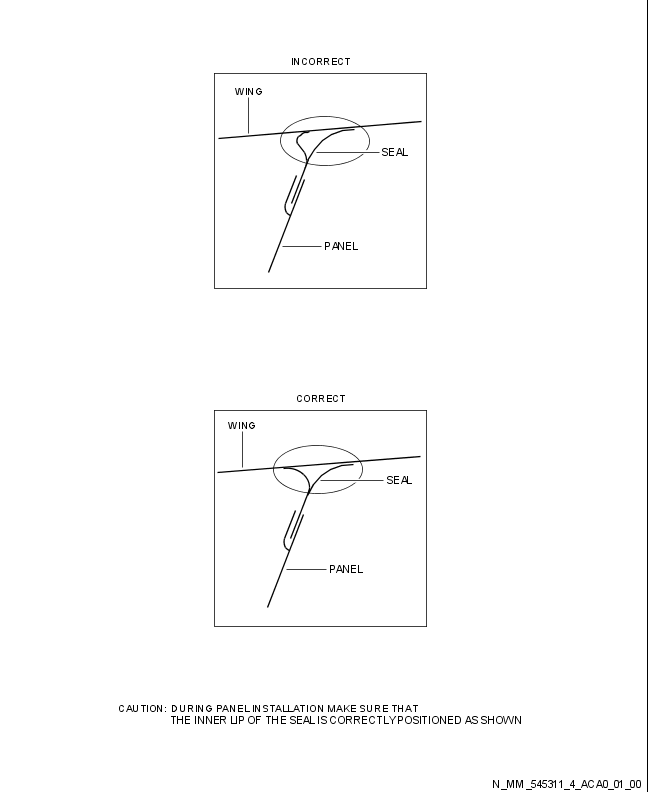 INCORRECT
WING
SEAL
PANEL
CORRECT
WING
SEAL
PANEL
CAUTION: DURING PANEL INSTALLATION MAKE SURE THAT
THE INNER LIP OF THE SEAL IS CORRECTLY POSITIONED AS SHOWN
N_MM_545311_4_ACA0_01_00